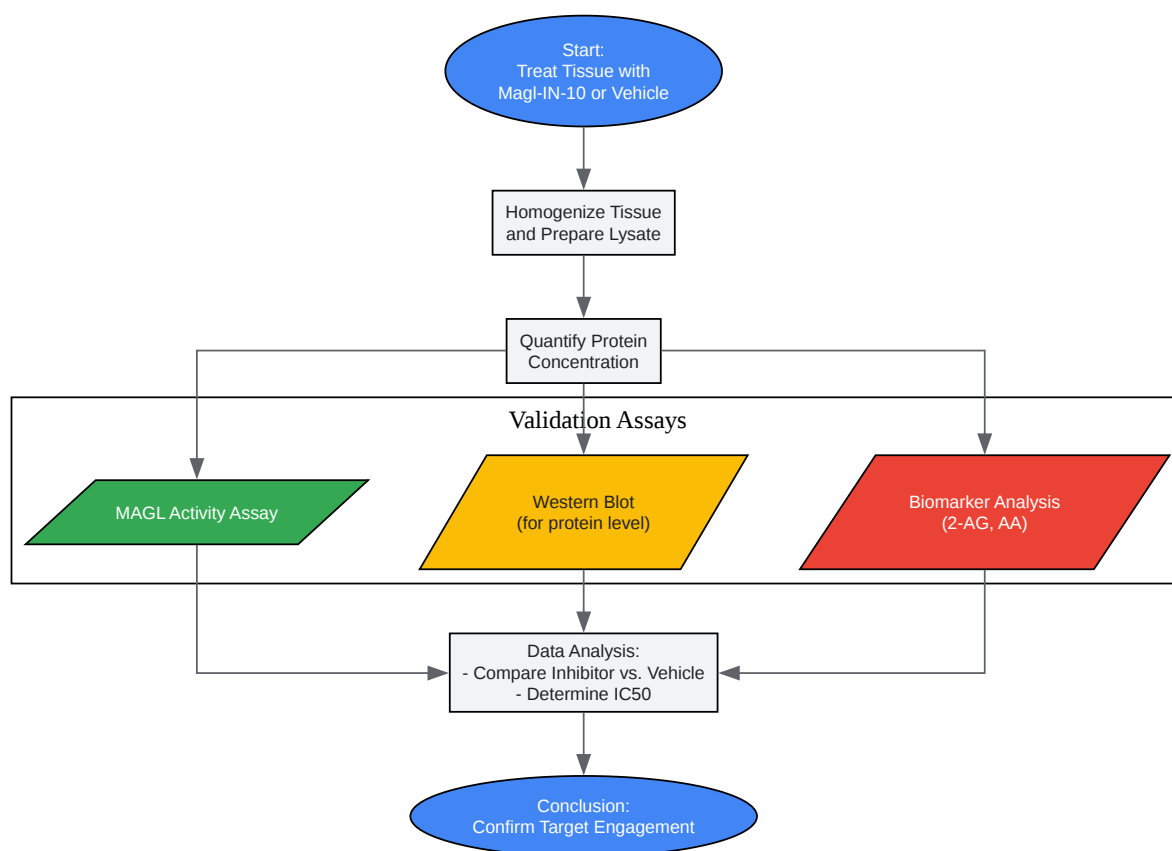 Start:
Treat Tissue with
Magl-IN-10 or Vehicle
Homogenize Tissue
and Prepare Lysate
Quantify Protein
Concentration
Validation Assays
MAGL Activity Assay
Western Blot
(for protein level)
Biomarker Analysis
(2-AG, AA)
Data Analysis:
- Compare Inhibitor vs. Vehicle
- Determine IC50
Conclusion:
Confirm Target Engagement